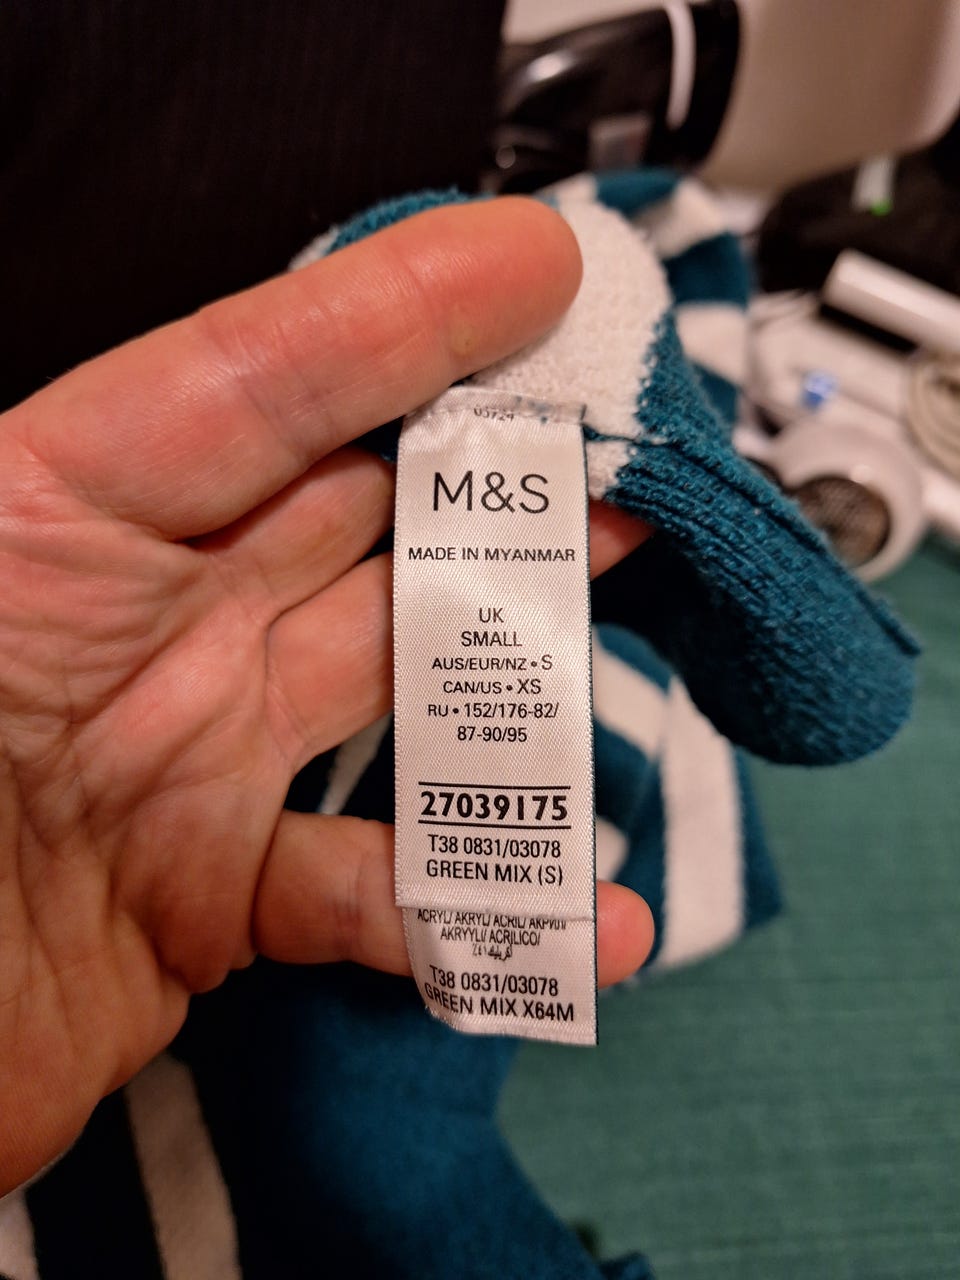 M&S
MADE IN MYANMAR
UK
SMALL
AUS/EUR/NZ • S
CAN/US • XS
RU • 152/176-82/
87-90/95
27039175
T38 0831/03078
GREEN MIX (S)
ACRYL/ AKRYL/ ACRIL/ АКРИЛ/
AKRYYLI/ ACRILICO/
T38 0831/03078
GREEN MIX X64M